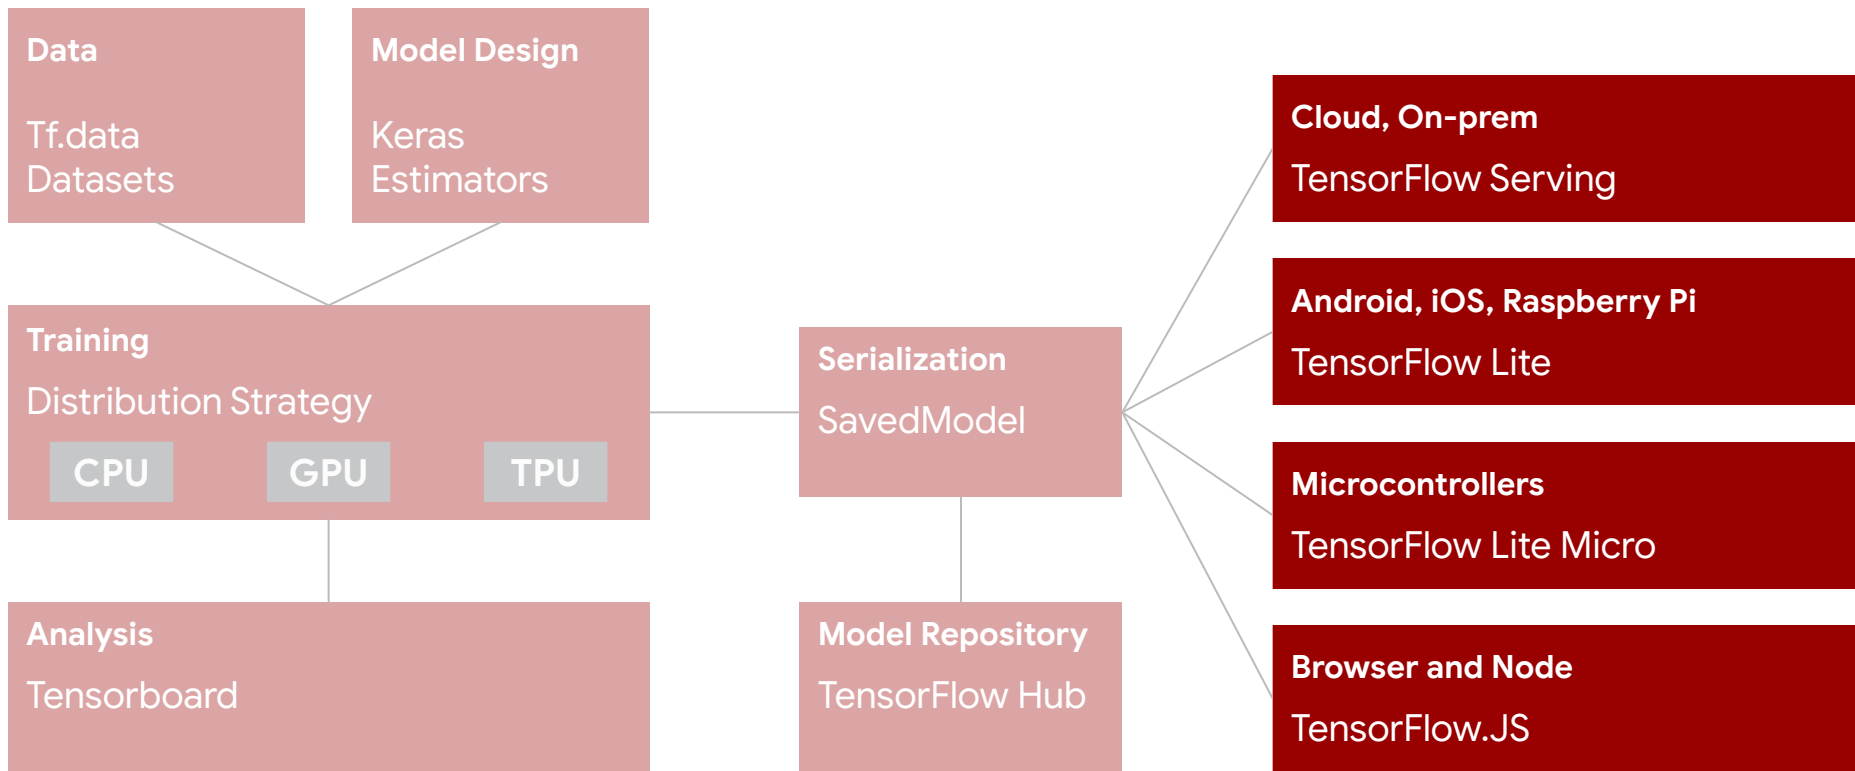 Data
Tf.data
Datasets
Model Design
Keras
Estimators
Training
Distribution Strategy
CPU
GPU
TPU
Analysis
Tensorboard
Serialization
SavedModel
Model Repository
TensorFlow Hub
Cloud, On-prem
TensorFlow Serving
Android, iOS, Raspberry Pi
TensorFlow Lite
Microcontrollers
TensorFlow Lite Micro
Browser and Node
TensorFlow.JS